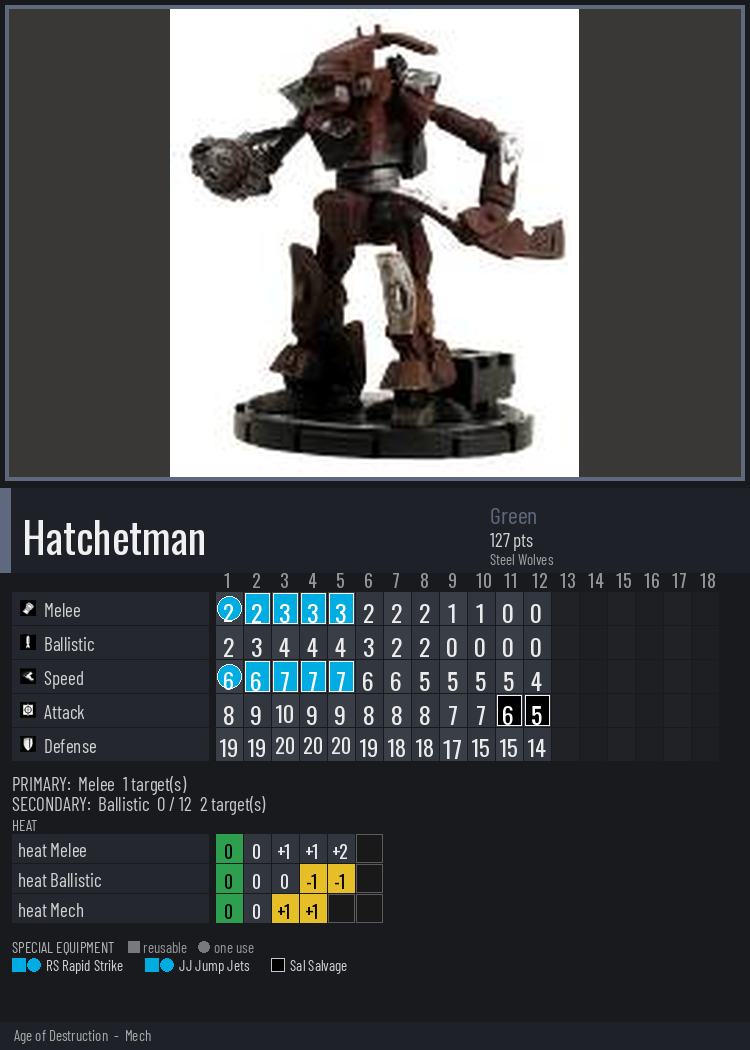 Hatchetman
Green
127 pts
Steel Wolves
1 2 3 4 5 6 7 8 9 10 11 12 13 14 15 16 17 18
Melee 2 2 3 3 3 2 2 2 1 1 0 0
Ballistic 2 3 4 4 4 3 2 2 0 0 0 0
Speed 6 6 7 7 7 6 6 5 5 5 5 4
Attack 8 9 10 9 9 8 8 8 7 7 6 5
Defense 19 19 20 20 20 19 18 18 17 15 15 14
PRIMARY: Melee 1 target(s)
SECONDARY: Ballistic 0 / 12 2 target(s)
HEAT
heat Melee 0 0 +1 +1 +2
heat Ballistic 0 0 0 -1 -1
heat Mech 0 0 +1 +1
SPECIAL EQUIPMENT reusable one use
RS Rapid Strike JJ Jump Jets Sal Salvage
Age of Destruction - Mech